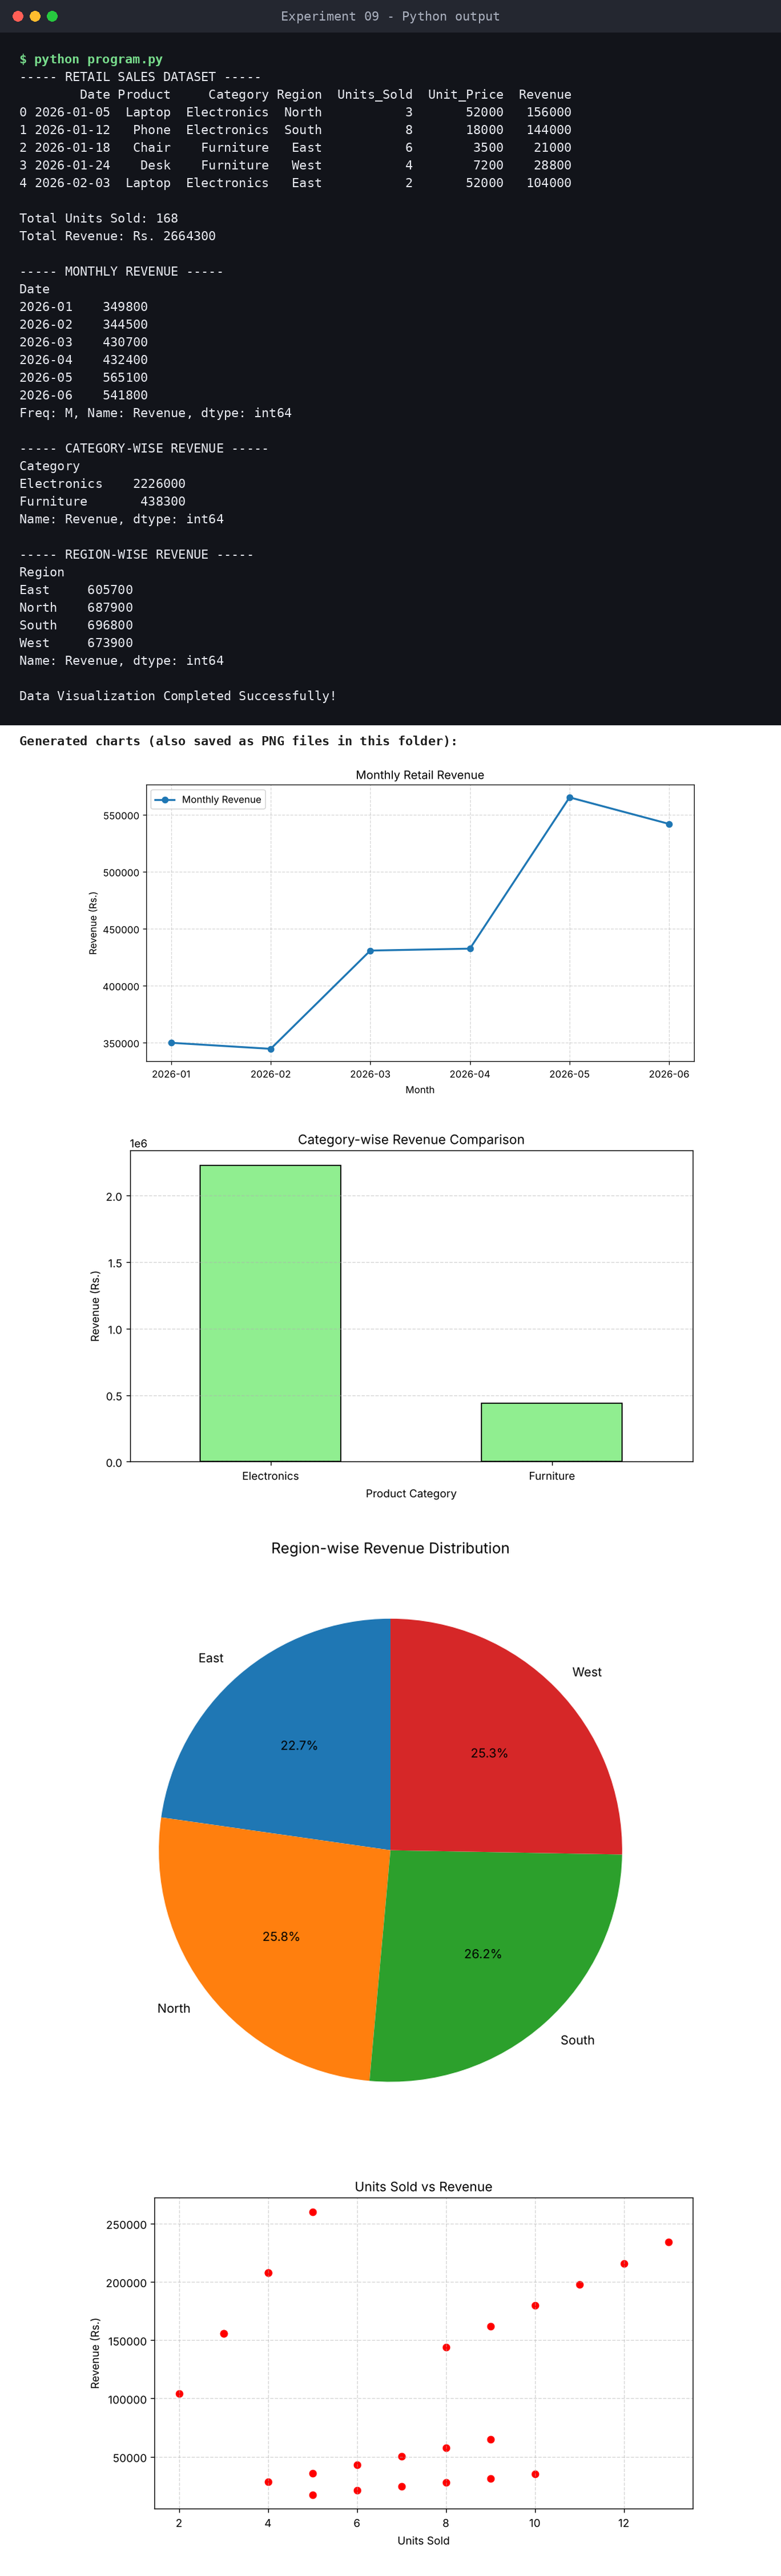 Experiment 09 - Python output
$ python program.py
----- RETAIL SALES DATASET -----
        Date Product     Category Region  Units_Sold  Unit_Price  Revenue
0 2026-01-05  Laptop  Electronics  North           3       52000   156000
1 2026-01-12   Phone  Electronics  South           8       18000   144000
2 2026-01-18   Chair    Furniture   East           6        3500    21000
3 2026-01-24    Desk    Furniture   West           4        7200    28800
4 2026-02-03  Laptop  Electronics   East           2       52000   104000
Total Units Sold: 168
Total Revenue: Rs. 2664300
----- MONTHLY REVENUE -----
Date
2026-01    349800
2026-02    344500
2026-03    430700
2026-04    432400
2026-05    565100
2026-06    541800
Freq: M, Name: Revenue, dtype: int64
----- CATEGORY-WISE REVENUE -----
Category
Electronics    2226000
Furniture       438300
Name: Revenue, dtype: int64
----- REGION-WISE REVENUE -----
Region
East     605700
North    687900
South    696800
West     673900
Name: Revenue, dtype: int64
Data Visualization Completed Successfully!
Generated charts (also saved as PNG files in this folder):
Monthly Retail Revenue
Monthly Revenue
550000
500000
450000
400000
350000
Revenue (Rs.)
2026-01 2026-02 2026-03 2026-04 2026-05 2026-06
Month
Category-wise Revenue Comparison
1e6
2.0
1.5
1.0
0.5
0.0
Revenue (Rs.)
Electronics Furniture
Product Category
Region-wise Revenue Distribution
East
West
22.7%
25.3%
25.8%
26.2%
North
South
Units Sold vs Revenue
250000
200000
150000
100000
50000
Revenue (Rs.)
2 4 6 8 10 12
Units Sold